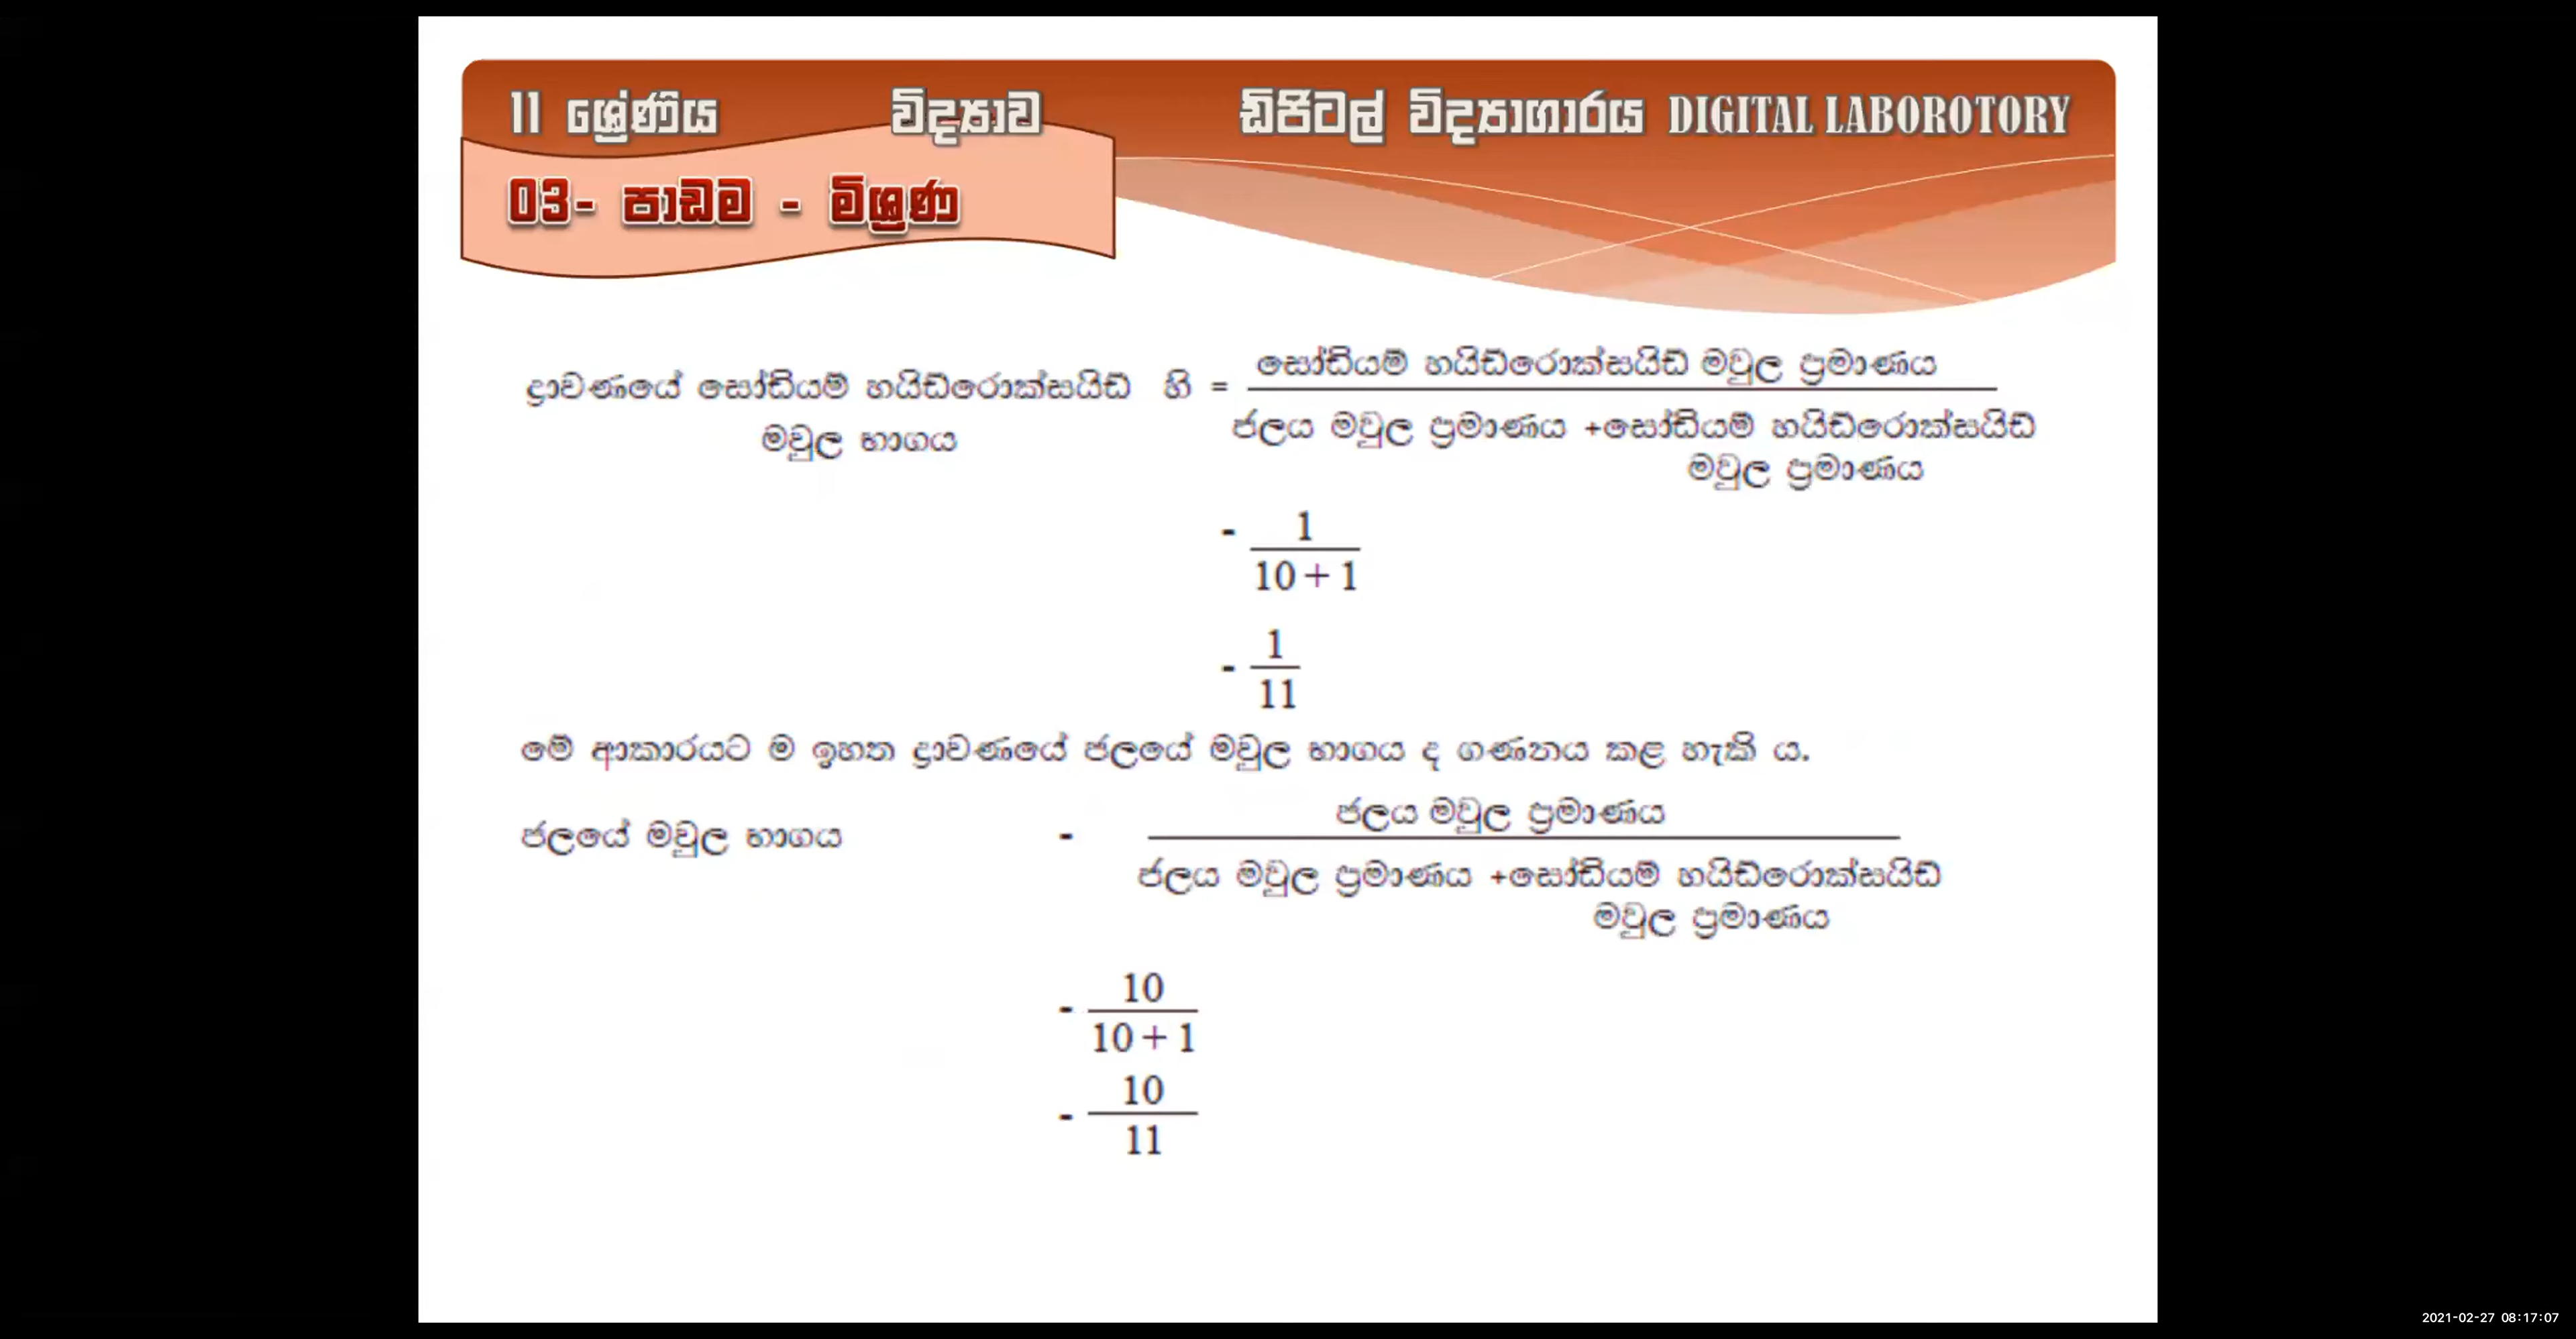 11 ශ්‍රේණිය විද්‍යාව ඩිජිටල් විද්‍යාගාරය DIGITAL LABOROTORY
03- පාඩම - මිශ්‍රණ
ද්‍රාවණයේ සෝඩියම් හයිඩ්රොක්සයිඩ් හි = සෝඩියම් හයිඩ්රොක්සයිඩ් මවුල ප්‍රමාණය
මවුල භාගය
ජලය මවුල ප්‍රමාණය +සෝඩියම් හයිඩ්රොක්සයිඩ්
මවුල ප්‍රමාණය
- 1
10 + 1
- 1
11
මේ ආකාරයට ම ඉහත ද්‍රාවණයේ ජලයේ මවුල භාගය ද ගණනය කළ හැකි ය.
ජලයේ මවුල භාගය - ජලය මවුල ප්‍රමාණය
ජලය මවුල ප්‍රමාණය +සෝඩියම් හයිඩ්රොක්සයිඩ්
මවුල ප්‍රමාණය
- 10
10 + 1
- 10
11
2021-02-27 08:17:07